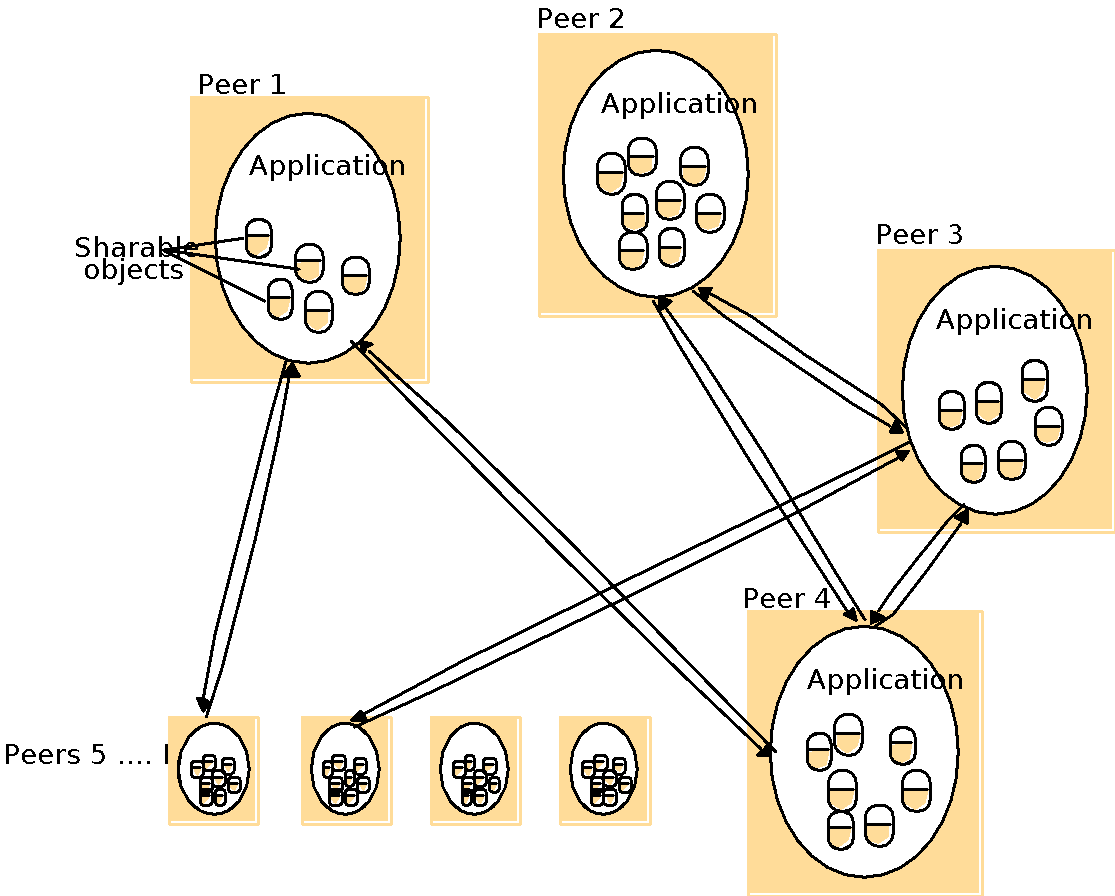 Peer 2
Application
Peer 1
Application
Sharable
objects
Peer 3
Application
Peer 4
Application
Peers 5 ....